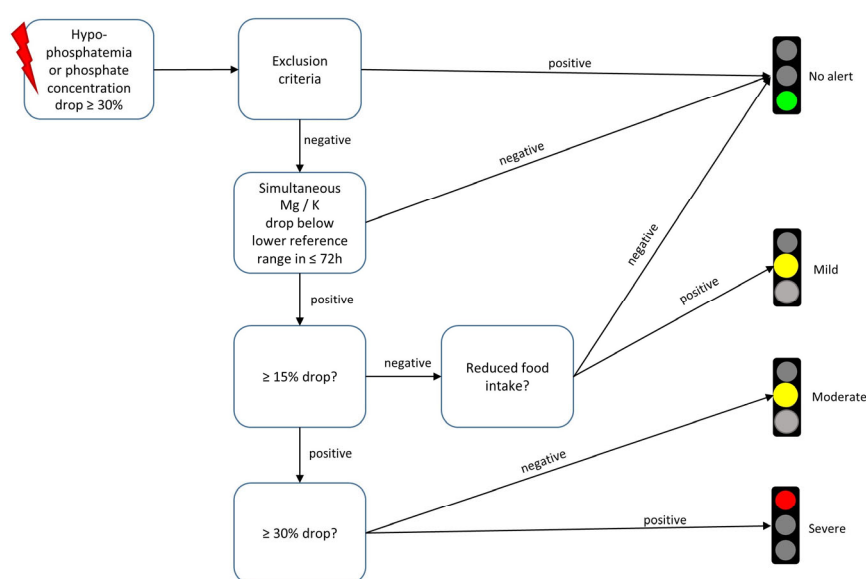 Hypo-
phosphatemia
or phosphate
concentration
drop ≥ 30%
Exclusion
criteria
positive
No alert
negative
Simultaneous
Mg / K
drop below
lower reference
range in ≤ 72h
negative
positive
negative
Mild
positive
≥ 15% drop?
negative
Reduced food
intake?
Moderate
positive
negative
≥ 30% drop?
positive
Severe